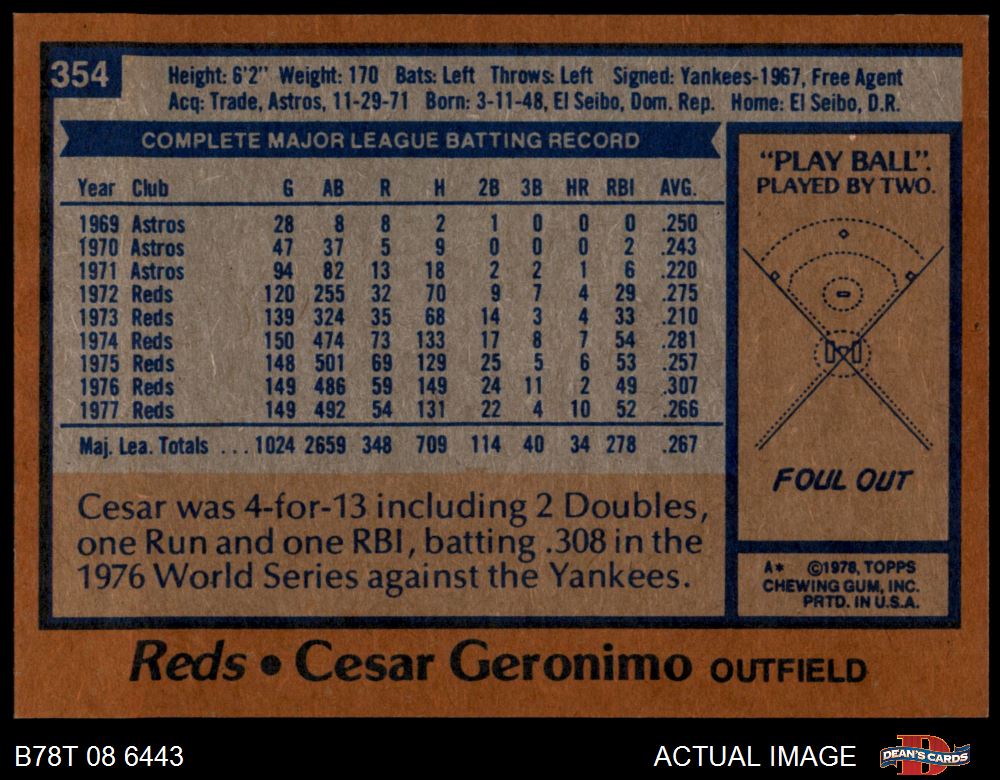 354
Height: 6'2" Weight: 170 Bats: Left Throws: Left Signed: Yankees-1967, Free Agent
Acq: Trade, Astros, 11-29-71 Born: 3-11-48, El Seibo, Dom. Rep. Home: El Seibo, D.R.
COMPLETE MAJOR LEAGUE BATTING RECORD
Year Club G AB R H 2B 3B HR RBI AVG.
1969 Astros 28 8 8 2 1 0 0 0 .250
1970 Astros 47 37 5 9 0 0 0 2 .243
1971 Astros 94 82 13 18 2 2 1 6 .220
1972 Reds 120 255 32 70 9 7 4 29 .275
1973 Reds 139 324 35 68 14 3 4 33 .210
1974 Reds 150 474 73 133 17 8 7 54 .281
1975 Reds 148 501 69 129 25 5 6 53 .257
1976 Reds 149 486 59 149 24 11 2 49 .307
1977 Reds 149 492 54 131 22 4 10 52 .266
Maj. Lea. Totals ... 1024 2659 348 709 114 40 34 278 .267
Cesar was 4-for-13 including 2 Doubles,
one Run and one RBI, batting .308 in the
1976 World Series against the Yankees.
"PLAY BALL".
PLAYED BY TWO.
FOUL OUT
A* ©1978, TOPPS
CHEWING GUM, INC.
PRTD. IN U.S.A.
Reds • Cesar Geronimo OUTFIELD
B78T 08 6443
ACTUAL IMAGE
D
DEAN'S CARDS